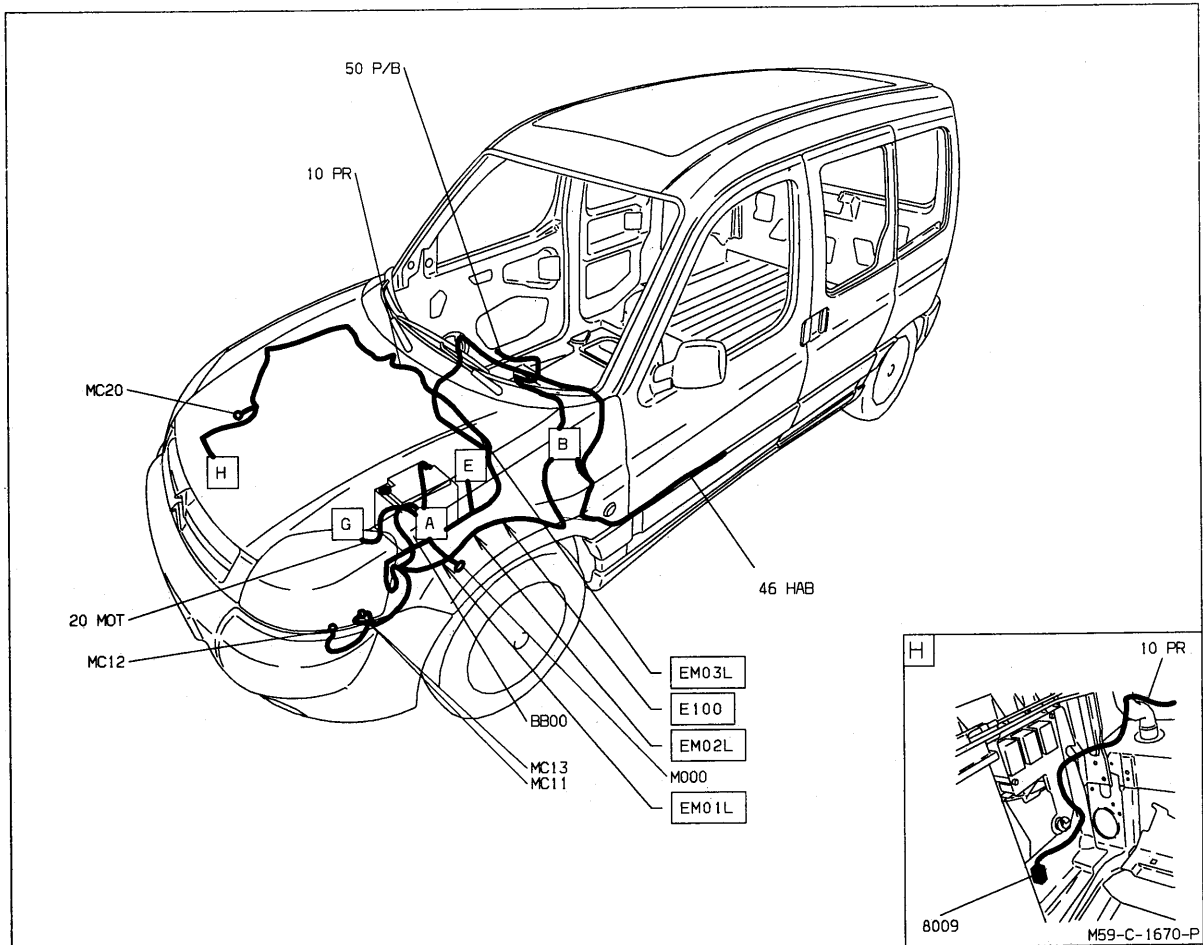 50 P/B
10 PR
MC20
H
B
E
G
A
46 HAB
20 MOT
MC12
H
10 PR
EM03L
E100
BB00
EM02L
MC13
M000
MC11
EM01L
8009
M59-C-1670-P